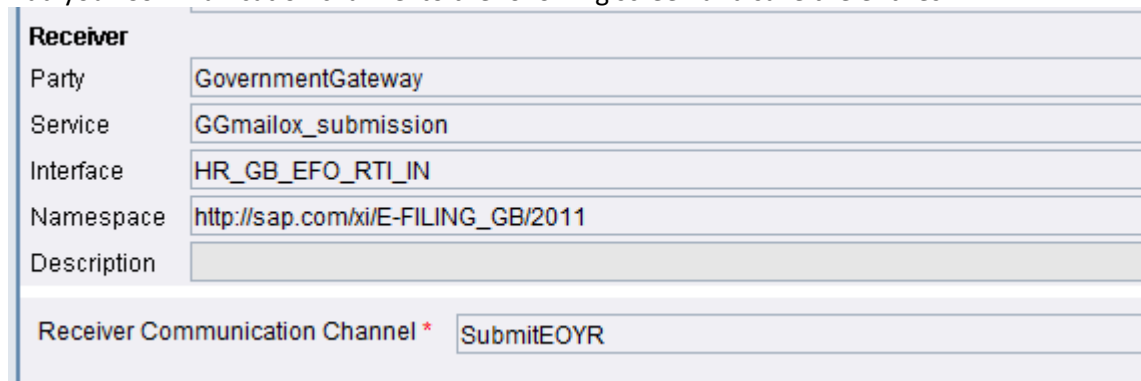 Receiver
Party GovernmentGateway
Service GGmailox_submission
Interface HR_GB_EFO_RTI_IN
Namespace http://sap.com/xi/E-FILING_GB/2011
Description
Receiver Communication Channel * SubmitEOYR